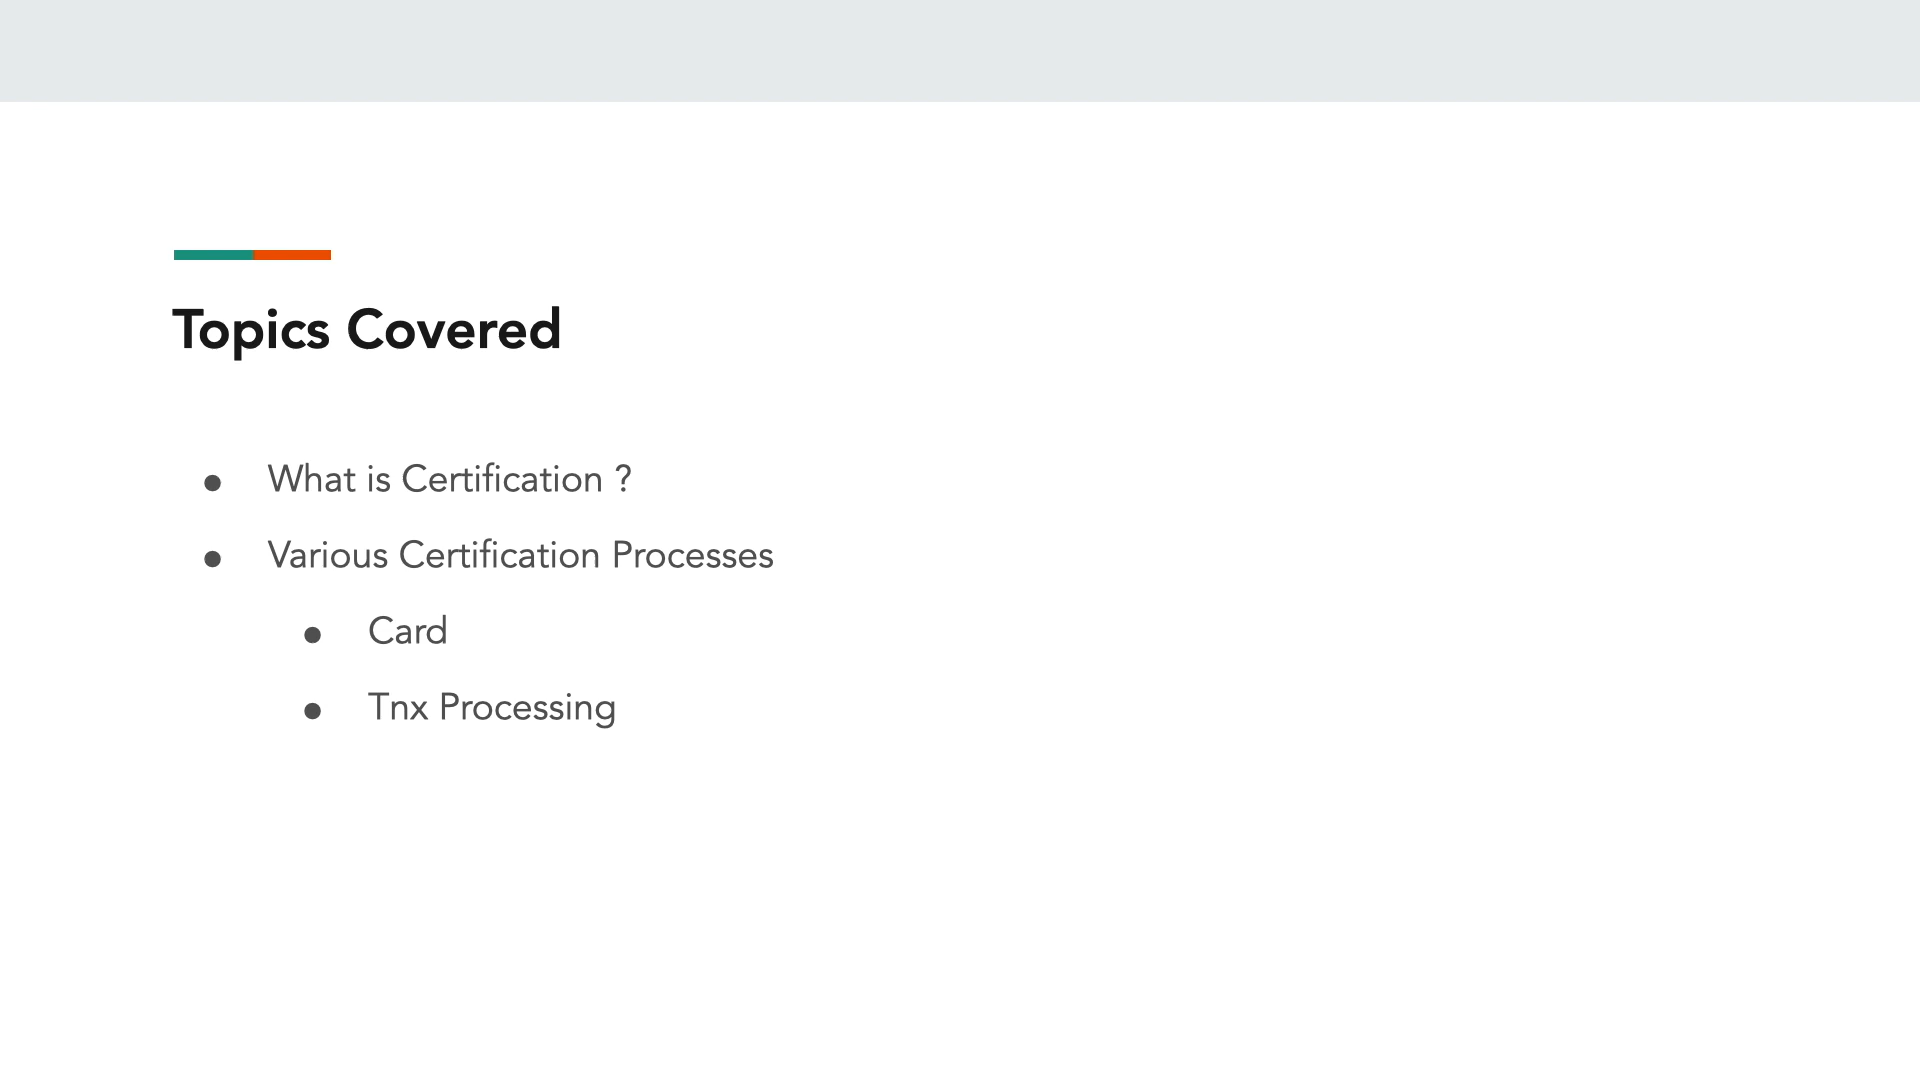 Topics Covered
● What is Certification ?
● Various Certification Processes
● Card
● Tnx Processing